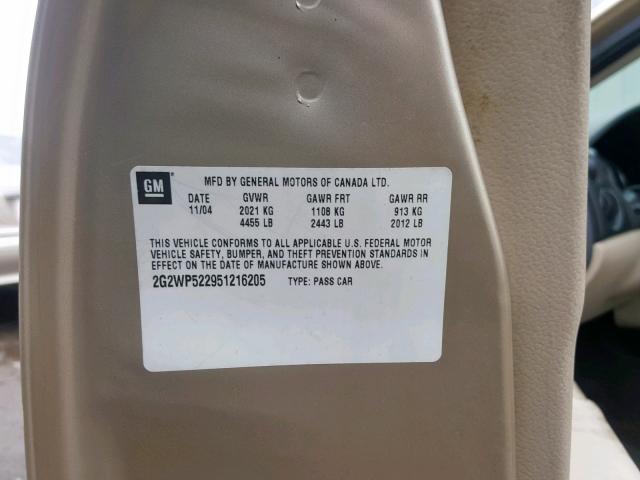 GM
MFD BY GENERAL MOTORS OF CANADA LTD.
DATE GVWR GAWR FRT GAWR RR
11/04 2021 KG 1108 KG 913 KG
4455 LB 2443 LB 2012 LB
THIS VEHICLE CONFORMS TO ALL APPLICABLE U.S. FEDERAL MOTOR
VEHICLE SAFETY, BUMPER, AND THEFT PREVENTION STANDARDS IN
EFFECT ON THE DATE OF MANUFACTURE SHOWN ABOVE.
2G2WP522951216205 TYPE: PASS CAR